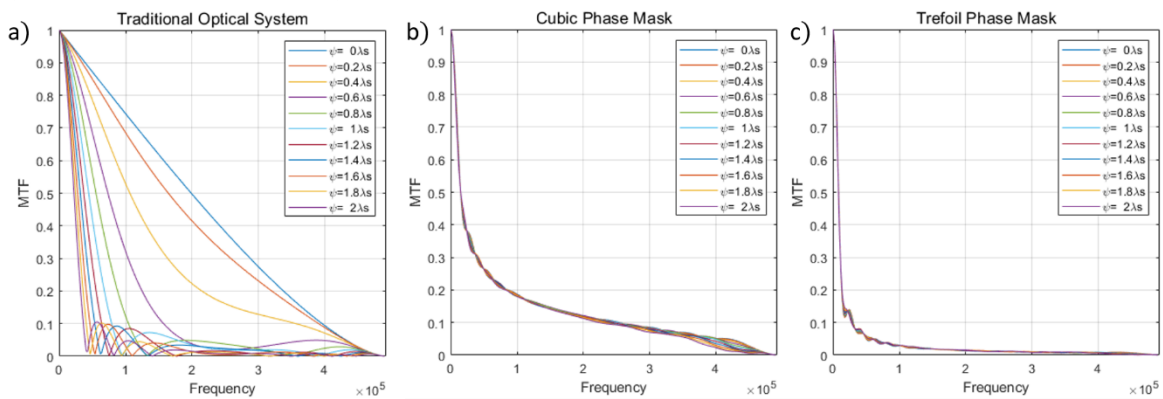 a)
Traditional Optical System
MTF
1
0.9
0.8
0.7
0.6
0.5
0.4
0.3
0.2
0.1
0
0 1 2 3 4
×10⁵
Frequency
ψ= 0λs
ψ=0.2λs
ψ=0.4λs
ψ=0.6λs
ψ=0.8λs
ψ= 1λs
ψ=1.2λs
ψ=1.4λs
ψ=1.6λs
ψ=1.8λs
ψ= 2λs
b)
Cubic Phase Mask
MTF
1
0.9
0.8
0.7
0.6
0.5
0.4
0.3
0.2
0.1
0
0 1 2 3 4
×10⁵
Frequency
ψ= 0λs
ψ=0.2λs
ψ=0.4λs
ψ=0.6λs
ψ=0.8λs
ψ= 1λs
ψ=1.2λs
ψ=1.4λs
ψ=1.6λs
ψ=1.8λs
ψ= 2λs
c)
Trefoil Phase Mask
MTF
1
0.9
0.8
0.7
0.6
0.5
0.4
0.3
0.2
0.1
0
0 1 2 3 4
×10⁵
Frequency
ψ= 0λs
ψ=0.2λs
ψ=0.4λs
ψ=0.6λs
ψ=0.8λs
ψ= 1λs
ψ=1.2λs
ψ=1.4λs
ψ=1.6λs
ψ=1.8λs
ψ= 2λs